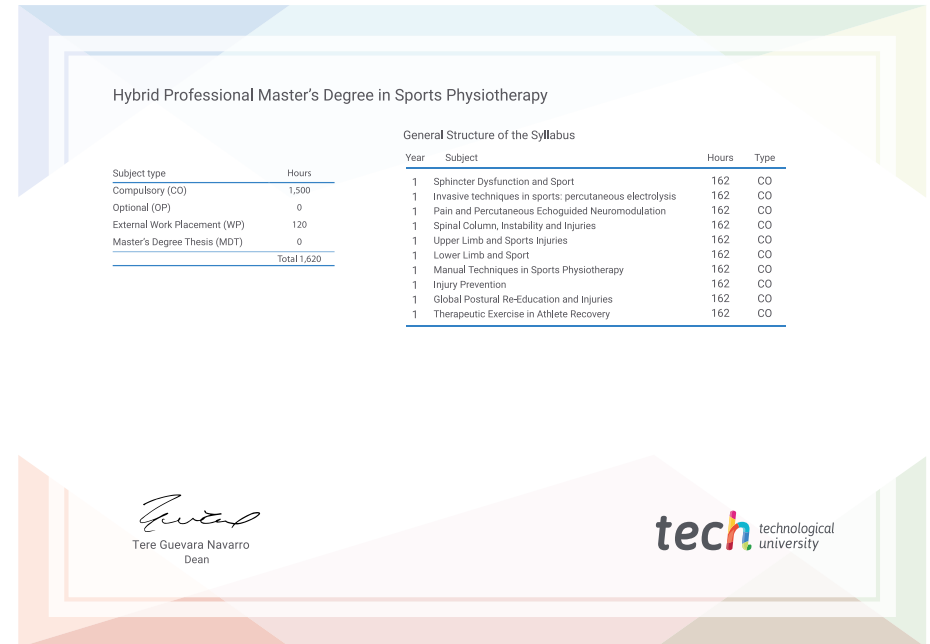 Hybrid Professional Master's Degree in Sports Physiotherapy
Subject type Hours
Compulsory (CO) 1,500
Optional (OP) 0
External Work Placement (WP) 120
Master's Degree Thesis (MDT) 0
Total 1,620
General Structure of the Syllabus
Year Subject Hours Type
1 Sphincter Dysfunction and Sport 162 CO
1 Invasive techniques in sports: percutaneous electrolysis 162 CO
1 Pain and Percutaneous Echoguided Neuromodulation 162 CO
1 Spinal Column, Instability and Injuries 162 CO
1 Upper Limb and Sports Injuries 162 CO
1 Lower Limb and Sport 162 CO
1 Manual Techniques in Sports Physiotherapy 162 CO
1 Injury Prevention 162 CO
1 Global Postural Re-Education and Injuries 162 CO
1 Therapeutic Exercise in Athlete Recovery 162 CO
Tere Guevara Navarro
Dean
tech technological
university